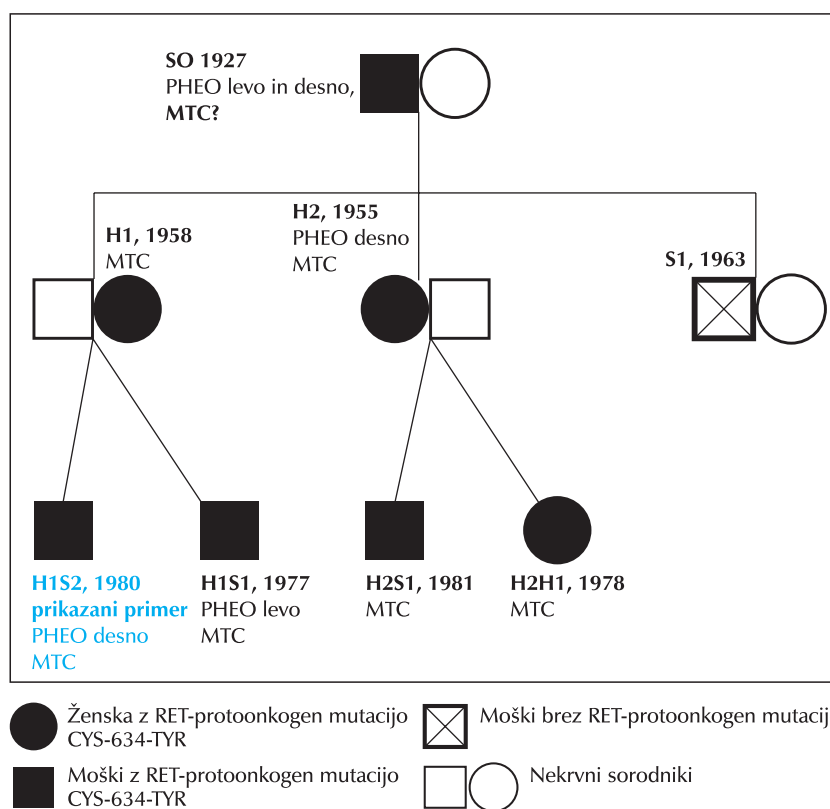 SO 1927
PHEO levo in desno,
MTC?
H1, 1958
MTC
H2, 1955
PHEO desno
MTC
S1, 1963
H1S2, 1980
prikazani primer
PHEO desno
MTC
H1S1, 1977
PHEO levo
MTC
H2S1, 1981
MTC
H2H1, 1978
MTC
Ženska z RET-protoonkogen mutacijo
CYS-634-TYR
Moški brez RET-protoonkogen mutacij
Moški z RET-protoonkogen mutacijo
CYS-634-TYR
Nekrvni sorodniki